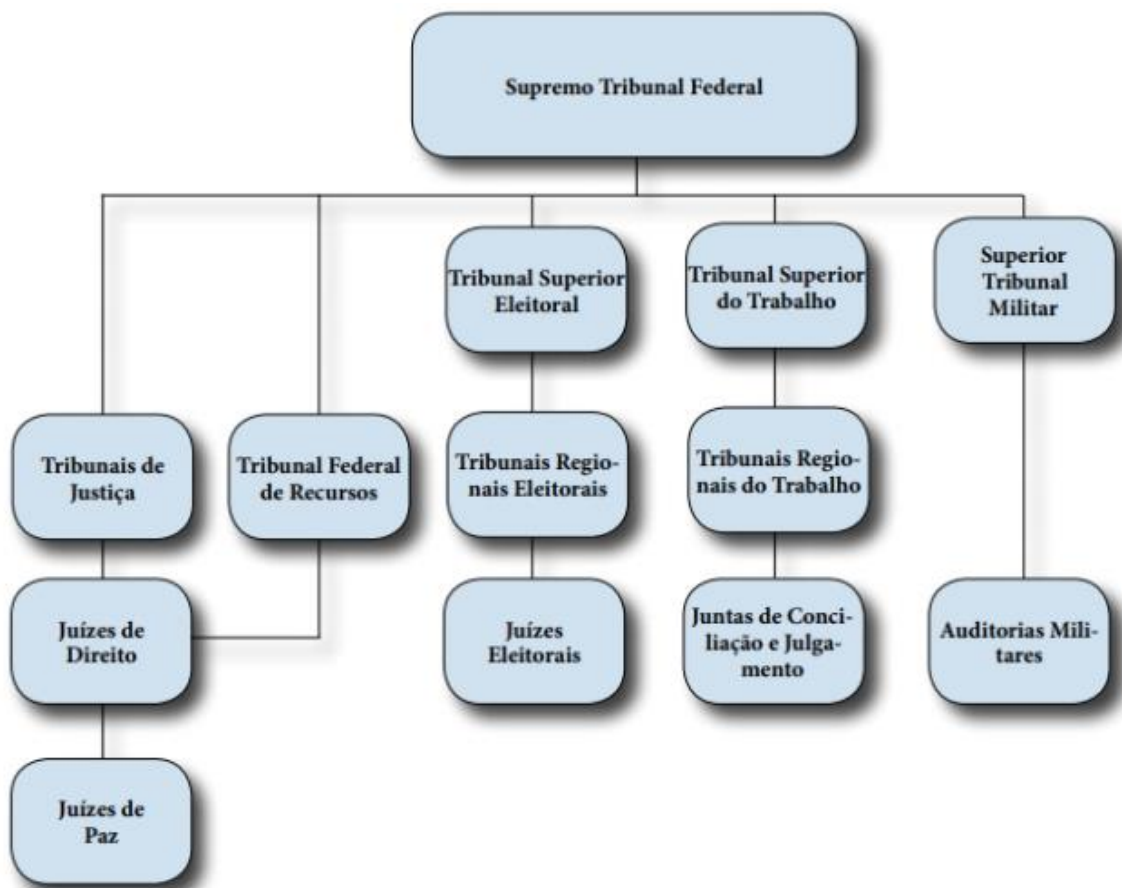 Supremo Tribunal Federal
Tribunal Superior
Eleitoral
Tribunal Superior
do Trabalho
Superior
Tribunal
Militar
Tribunais de
Justiça
Tribunal Federal
de Recursos
Tribunais Regio-
nais Eleitorais
Tribunais Regio-
nais do Trabalho
Juízes de
Direito
Juízes
Eleitorais
Juntas de Conci-
liação e Julga-
mento
Auditorias Mili-
tares
Juízes de
Paz